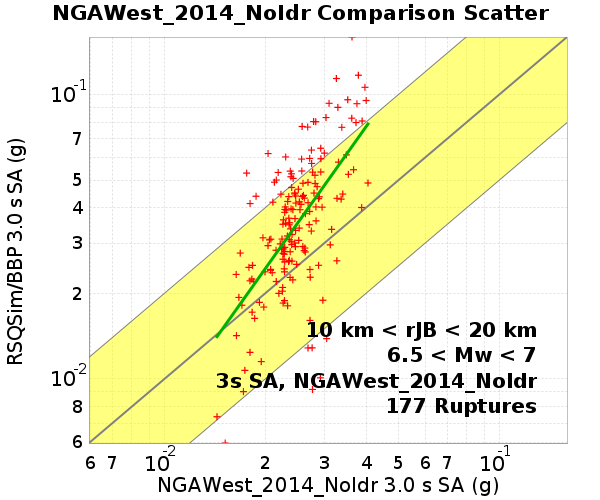 NGAWest_2014_NoIdr Comparison Scatter
RSQSim/BBP 3.0 s SA (g)
10⁻¹
7
5
4
3
2
10⁻²
8
6
10 km < rJB < 20 km
6.5 < Mw < 7
3s SA, NGAWest_2014_NoIdr
177 Ruptures
6 7 10⁻² 2 3 4 5 6 7 10⁻¹
NGAWest_2014_NoIdr 3.0 s SA (g)